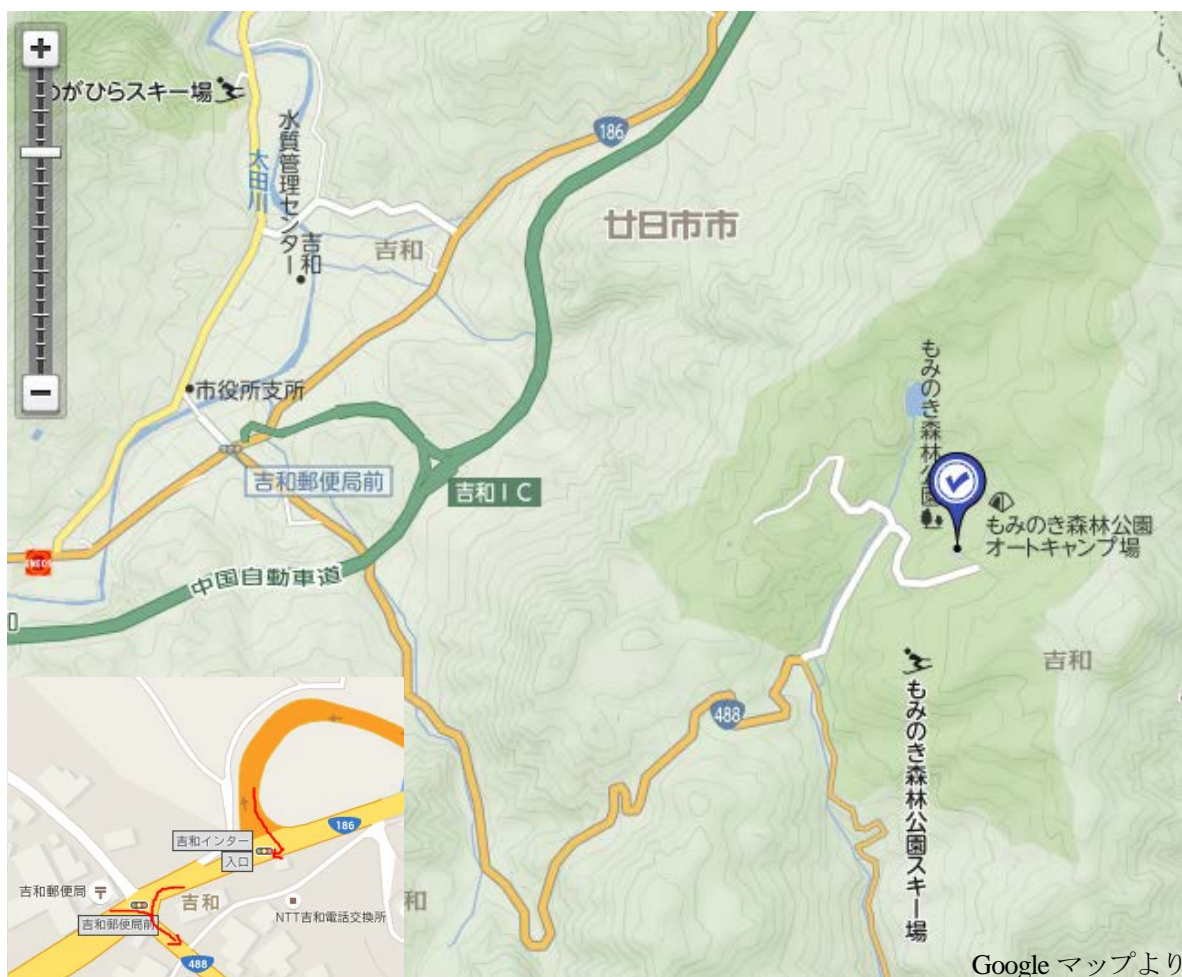 +
めがひらスキー場
水質管理センター
太田川
吉和
186
吉和
廿日市市
市役所支所
吉和郵便局前
吉和IC
中国自動車道
ENEOS
もみのき森林公園
もみのき森林公園
オートキャンプ場
吉和
488
もみのき森林公園スキー場
−
吉和インター
入口
186
吉和郵便局
吉和
吉和郵便局前
NTT吉和電話交換所
488
和
Google マップより